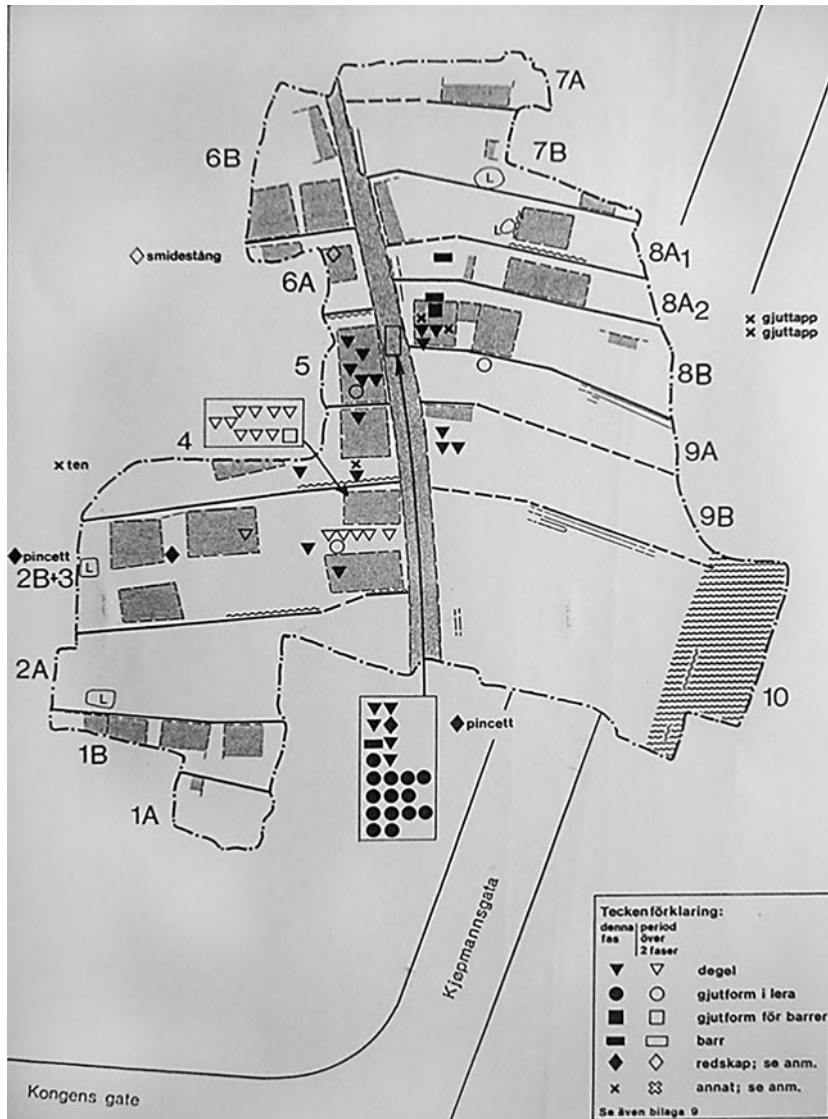 7A
7B
6B
L
L
8A1
◇ smidestång
6A
8A2
× gjuttapp
× gjuttapp
5
8B
4
9A
× ten
9B
◆ pincett
2B+3
L
2A
L
10
◆ pincett
1B
1A
Kjøpmannsgata
Kongens gate
Teckenförklaring:
denna fas
period över 2 faser
degel
gjutform i lera
gjutform för barrer
barr
redskap; se anm.
annat; se anm.
Se även bilaga 9